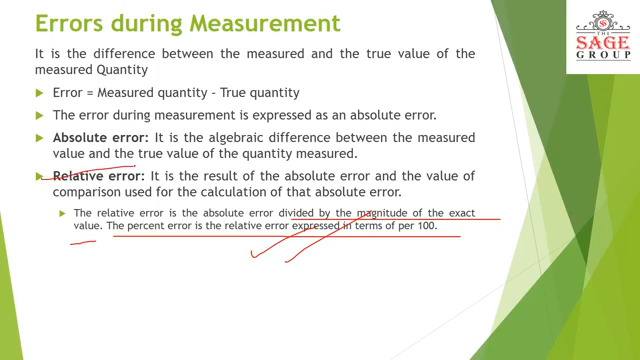 Errors during Measurement
It is the difference between the measured and the true value of the
measured Quantity
Error = Measured quantity - True quantity
The error during measurement is expressed as an absolute error.
Absolute error: It is the algebraic difference between the measured
value and the true value of the quantity measured.
Relative error: It is the result of the absolute error and the value of
comparison used for the calculation of that absolute error.
The relative error is the absolute error divided by the magnitude of the exact
value. The percent error is the relative error expressed in terms of per 100.
THE
SAGE
GROUP